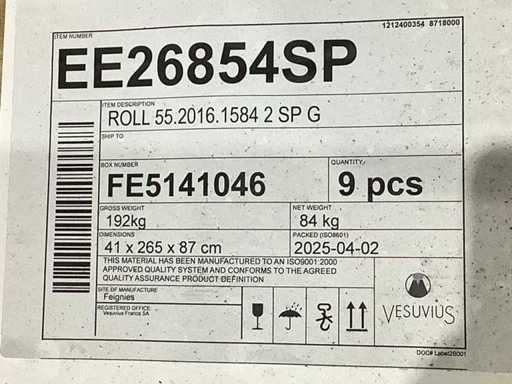 1212400354 8718000
ITEM NUMBER
EE26854SP
ITEM DESCRIPTION
ROLL 55.2016.1584 2 SP G
SHIP TO
BOX NUMBER
FE5141046
QUANTITY
9 pcs
GROSS WEIGHT
192kg
NET WEIGHT
84 kg
DIMENSIONS
41 x 265 x 87 cm
PACKED (ISO8601)
2025-04-02
THIS MATERIAL HAS BEEN MANUFACTURED TO AN ISO9001:2000
APPROVED QUALITY SYSTEM AND CONFORMS TO THE AGREED
QUALITY ASSURANCE PRODUCT DEFINITION
SITE OF MANUFACTURE
Feignies
REGISTERED OFFICE
Vesuvius France SA
VESUVIUS
DOC# Label2S001